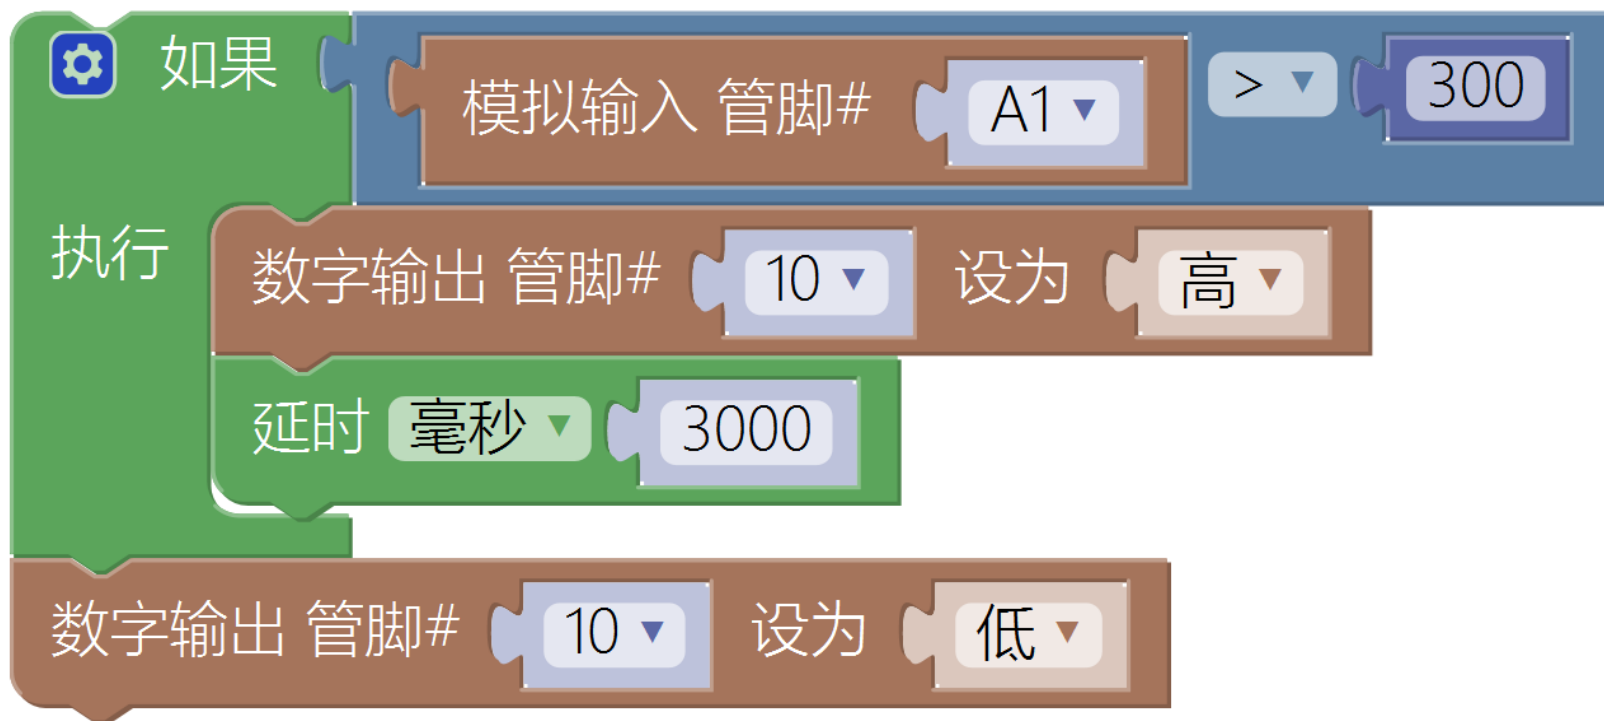 如果 模拟输入 管脚# A1 > 300
执行 数字输出 管脚# 10 设为 高
延时 毫秒 3000
数字输出 管脚# 10 设为 低